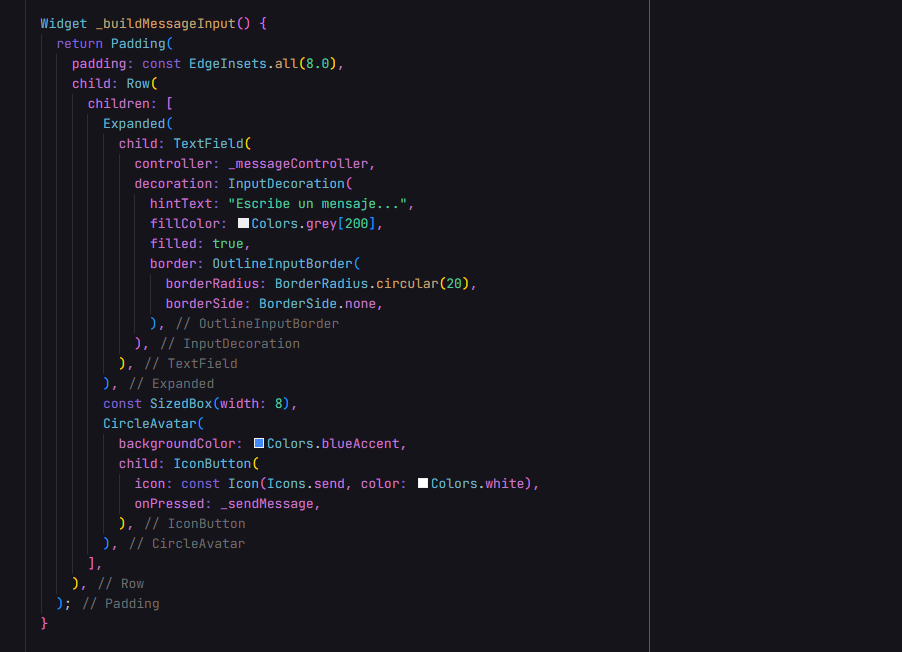 Widget _buildMessageInput() {
return Padding(
padding: const EdgeInsets.all(8.0),
child: Row(
children: [
Expanded(
child: TextField(
controller: _messageController,
decoration: InputDecoration(
hintText: "Escribe un mensaje...",
fillColor: Colors.grey[200],
filled: true,
border: OutlineInputBorder(
borderRadius: BorderRadius.circular(20),
borderSide: BorderSide.none,
), // OutlineInputBorder
), // InputDecoration
), // TextField
), // Expanded
const SizedBox(width: 8),
CircleAvatar(
backgroundColor: Colors.blueAccent,
child: IconButton(
icon: const Icon(Icons.send, color: Colors.white),
onPressed: _sendMessage,
), // IconButton
), // CircleAvatar
],
), // Row
); // Padding
}